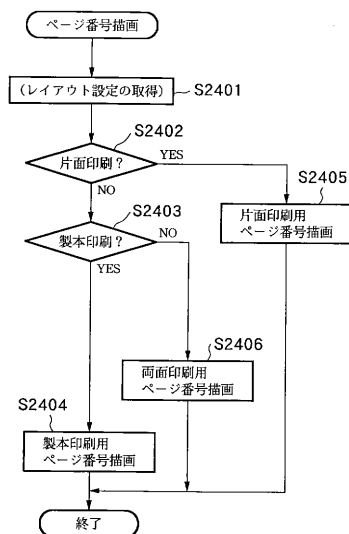 ページ番号描画
(レイアウト設定の取得)
S2401
S2402
片面印刷?
YES
NO
S2405
片面印刷用
ページ番号描画
S2403
製本印刷?
NO
YES
S2406
両面印刷用
ページ番号描画
S2404
製本印刷用
ページ番号描画
終了